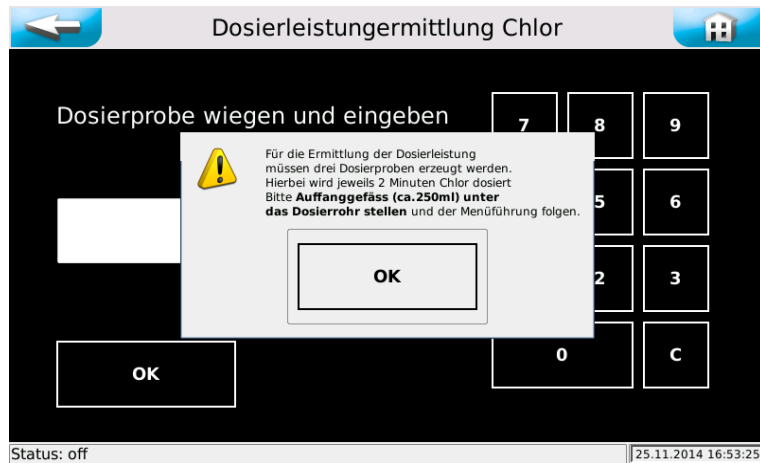 Dosierleistungermittlung Chlor
Dosierprobe wiegen und eingeben
7 8 9
Für die Ermittlung der Dosierleistung
müssen drei Dosierproben erzeugt werden.
Hierbei wird jeweils 2 Minuten Chlor dosiert
Bitte Auffanggefäss (ca.250ml) unter
das Dosierrohr stellen und der Menüführung folgen.
5 6
OK
2 3
0 C
OK
Status: off
25.11.2014 16:53:25